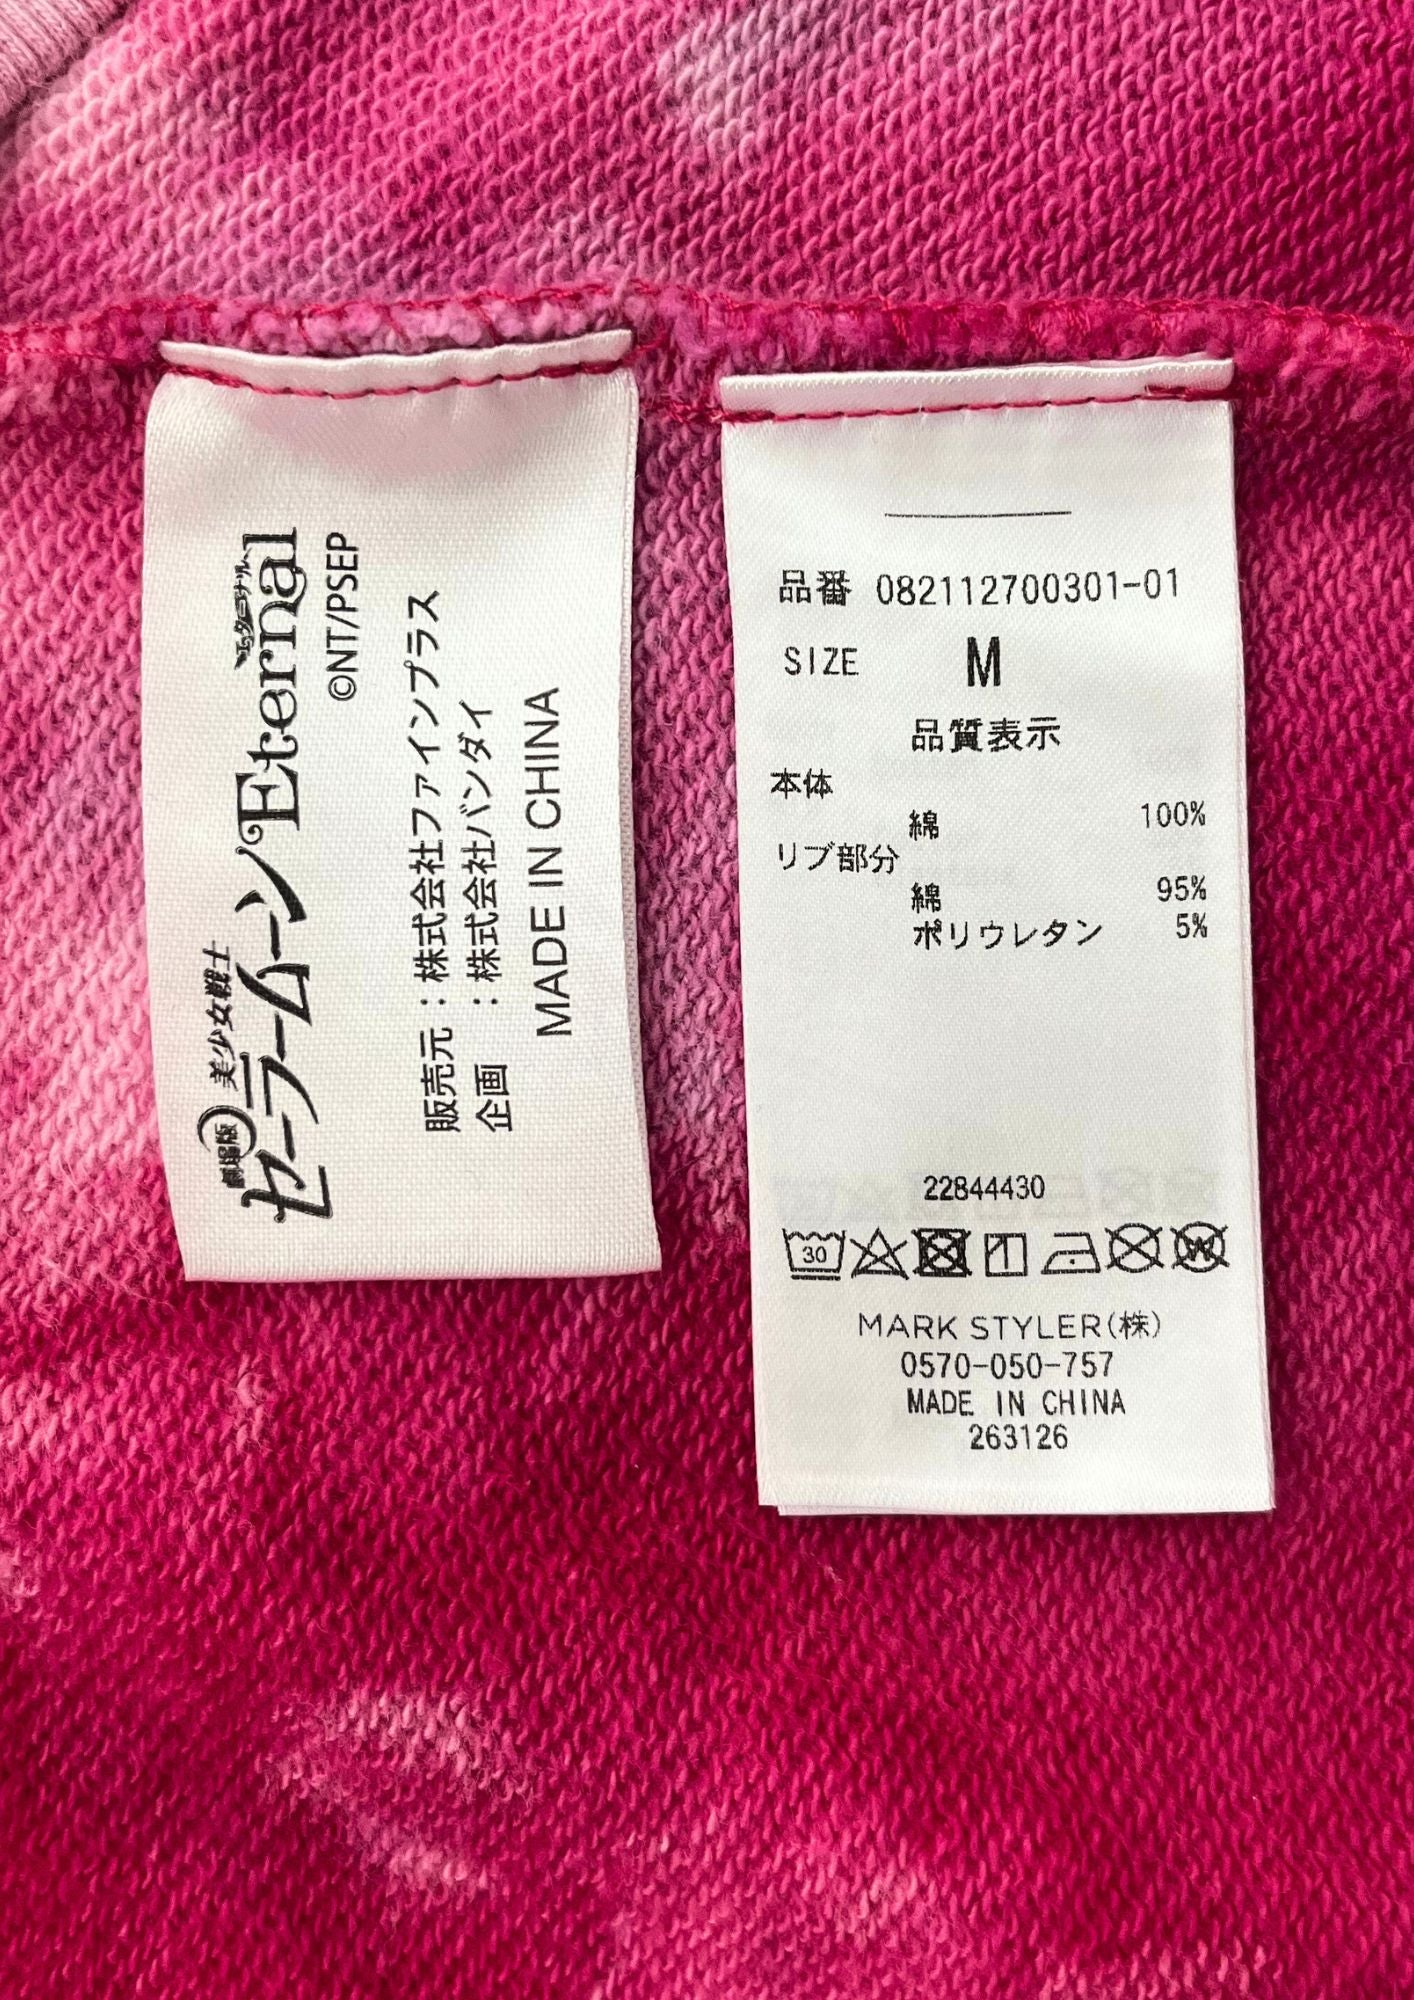 劇場版 美少女戦士
セーラームーンEternal
エターナル
©NT/PSEP
販売元：株式会社ファインプラス
企画　：株式会社バンダイ
MADE IN CHINA
品番 082112700301-01
SIZE M
品質表示
本体
綿 100%
リブ部分
綿 95%
ポリウレタン 5%
22844430
30
W
MARK STYLER(株)
0570-050-757
MADE IN CHINA
263126